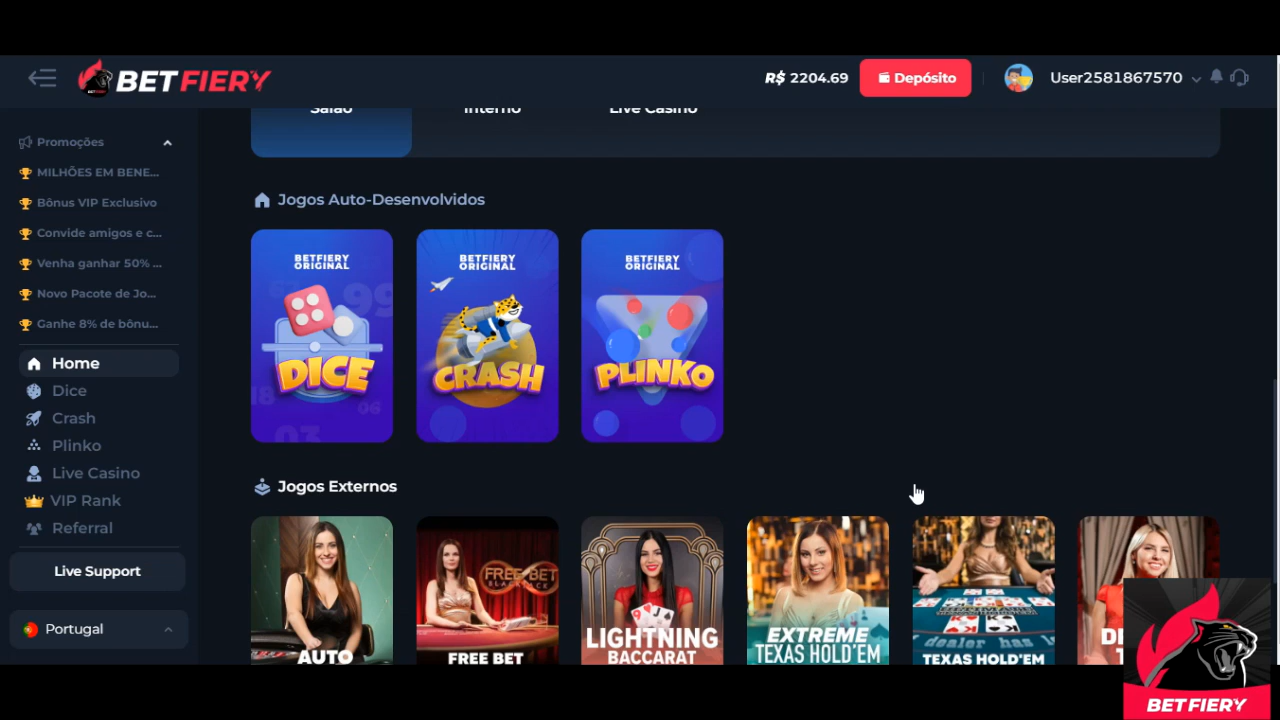 BETFIERY
R$ 2204.69
Depósito
User2581867570
Salão
Interno
Live Casino
Promoções
MILHÕES EM BENE...
Bônus VIP Exclusivo
Convide amigos e c...
Venha ganhar 50% ...
Novo Pacote de Jo...
Ganhe 8% de bônu...
Home
Dice
Crash
Plinko
Live Casino
VIP Rank
Referral
Live Support
Portugal
Jogos Auto-Desenvolvidos
BETFIERY
ORIGINAL
DICE
BETFIERY
ORIGINAL
CRASH
BETFIERY
ORIGINAL
PLINKO
Jogos Externos
AUTO
FREE BET
BLACKJACK
FREE BET
LIGHTNING
BACCARAT
EXTREME
TEXAS HOLD'EM
dealer has
TEXAS HOLD'EM
BETFIERY